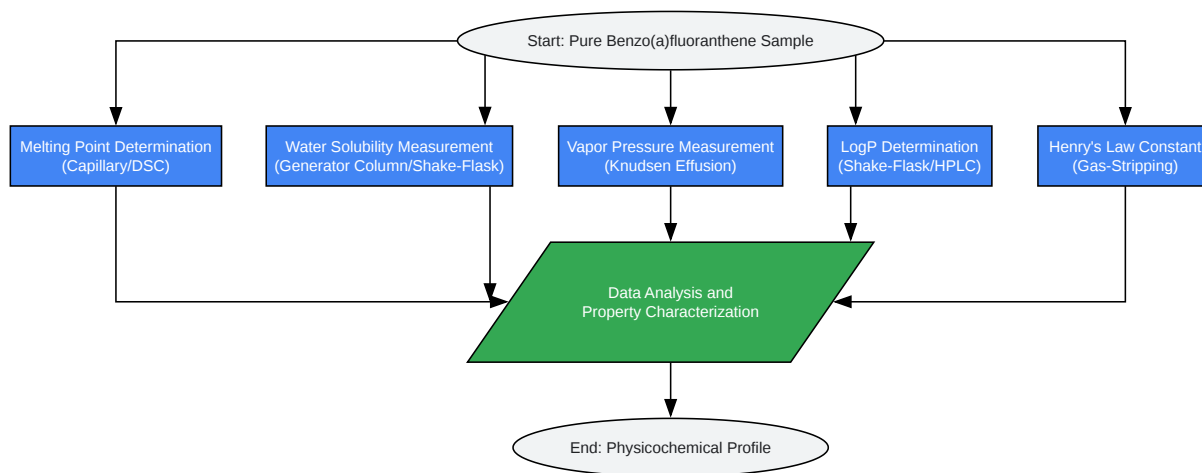 Start: Pure Benzo(a)fluoranthene Sample
Melting Point Determination
(Capillary/DSC)
Water Solubility Measurement
(Generator Column/Shake-Flask)
Vapor Pressure Measurement
(Knudsen Effusion)
LogP Determination
(Shake-Flask/HPLC)
Henry's Law Constant
(Gas-Stripping)
Data Analysis and
Property Characterization
End: Physicochemical Profile